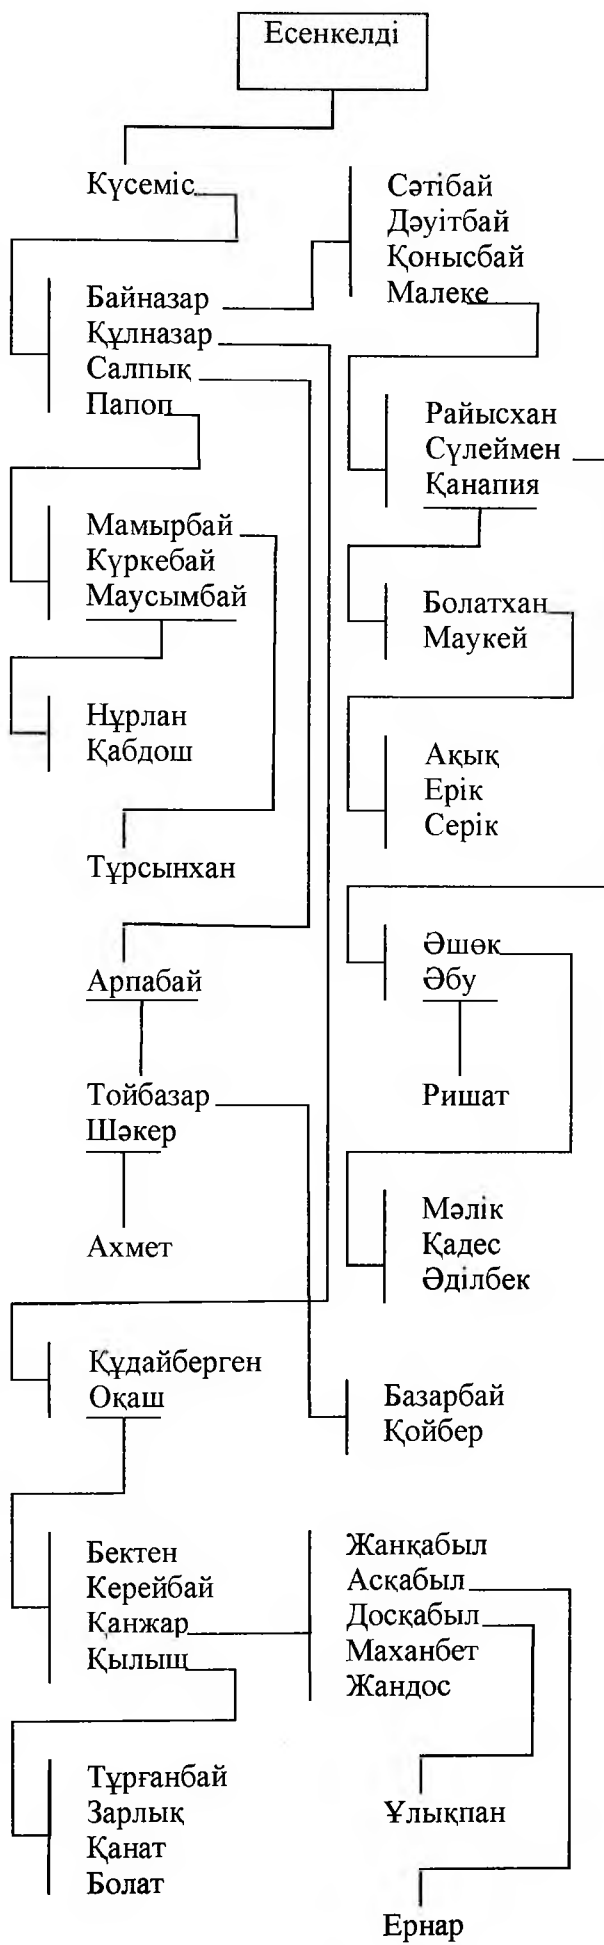 Есенкелді
Күсеміс
Байназар
Құлназар
Салпық
Папоп
Мамырбай
Күркебай
Маусымбай
Нұрлан
Қабдош
Тұрсынхан
Арпабай
Тойбазар
Шәкер
Ахмет
Құдайберген
Оқаш
Бектен
Керейбай
Қанжар
Қылыщ
Тұрғанбай
Зарлық
Қанат
Болат
Сәтібай
Дәуітбай
Қонысбай
Малеке
Райысхан
Сүлеймен
Қанапия
Болатхан
Маукей
Ақық
Ерік
Серік
Әшөк
Әбу
Ришат
Мәлік
Қадес
Әділбек
Базарбай
Қойбер
Жанқабыл
Асқабыл
Досқабыл
Маханбет
Жандос
Ұлықпан
Ернар